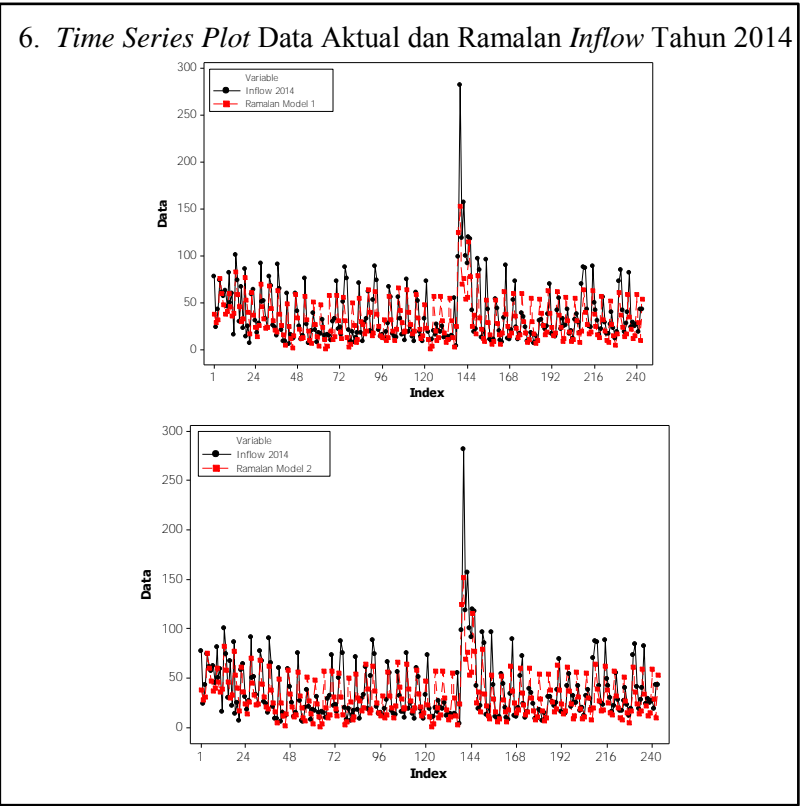 6. Time Series Plot Data Aktual dan Ramalan Inflow Tahun 2014
300
250
200
150
100
50
0
Data
Variable
Inflow 2014
Ramalan Model 1
1 24 48 72 96 120 144 168 192 216 240
Index
300
250
200
150
100
50
0
Data
Variable
Inflow 2014
Ramalan Model 2
1 24 48 72 96 120 144 168 192 216 240
Index